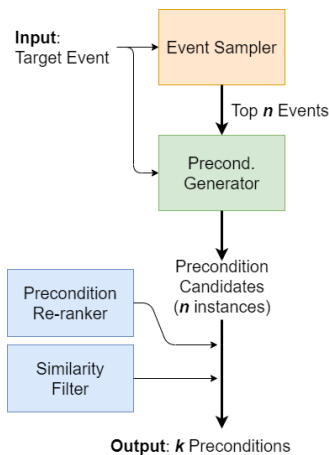 Input:
Target Event
Event Sampler
Top n Events
Precond.
Generator
Precondition
Candidates
(n instances)
Precondition
Re-ranker
Similarity
Filter
Output: k Preconditions